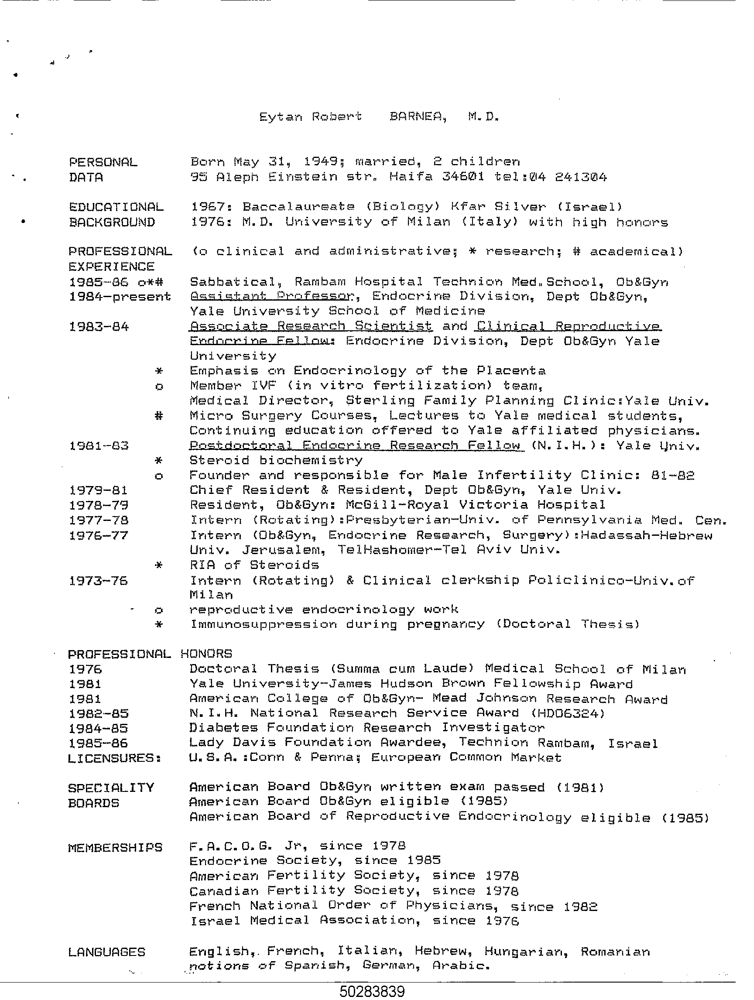 Eytan Robert BARNEA, M.D.
PERSONAL Born May 31, 1949; married, 2 children
DATA 95 Aleph Einstein str. Haifa 34601 tel:04 241304
EDUCATIONAL 1967: Baccalaureate (Biology) Kfar Silver (Israel)
BACKGROUND 1976: M.D. University of Milan (Italy) with high honors
PROFESSIONAL (o clinical and administrative; * research; # academical)
EXPERIENCE
1985-86 o*# Sabbatical, Rambam Hospital Technion Med.School, Ob&Gyn
1984-present Assistant Professor, Endocrine Division, Dept Ob&Gyn,
Yale University School of Medicine
1983-84 Associate Research Scientist and Clinical Reproductive
Endocrine Fellow: Endocrine Division, Dept Ob&Gyn Yale
University
* Emphasis on Endocrinology of the Placenta
o Member IVF (in vitro fertilization) team,
Medical Director, Sterling Family Planning Clinic:Yale Univ.
# Micro Surgery Courses, Lectures to Yale medical students,
Continuing education offered to Yale affiliated physicians.
1981-83 Postdoctoral Endocrine Research Fellow (N.I.H.): Yale Univ.
* Steroid biochemistry
o Founder and responsible for Male Infertility Clinic: 81-82
1979-81 Chief Resident & Resident, Dept Ob&Gyn, Yale Univ.
1978-79 Resident, Ob&Gyn: McGill-Royal Victoria Hospital
1977-78 Intern (Rotating):Presbyterian-Univ. of Pennsylvania Med. Cen.
1976-77 Intern (Ob&Gyn, Endocrine Research, Surgery):Hadassah-Hebrew
Univ. Jerusalem, TelHashomer-Tel Aviv Univ.
* RIA of Steroids
1973-76 Intern (Rotating) & Clinical clerkship Policlinico-Univ.of
Milan
o reproductive endocrinology work
* Immunosuppression during pregnancy (Doctoral Thesis)
PROFESSIONAL HONORS
1976 Doctoral Thesis (Summa cum Laude) Medical School of Milan
1981 Yale University-James Hudson Brown Fellowship Award
1981 American College of Ob&Gyn- Mead Johnson Research Award
1982-85 N.I.H. National Research Service Award (HD06324)
1984-85 Diabetes Foundation Research Investigator
1985-86 Lady Davis Foundation Awardee, Technion Rambam, Israel
LICENSURES: U.S.A.:Conn & Penna; European Common Market
SPECIALITY American Board Ob&Gyn written exam passed (1981)
BOARDS American Board Ob&Gyn eligible (1985)
American Board of Reproductive Endocrinology eligible (1985)
MEMBERSHIPS F.A.C.O.G. Jr, since 1978
Endocrine Society, since 1985
American Fertility Society, since 1978
Canadian Fertility Society, since 1978
French National Order of Physicians, since 1982
Israel Medical Association, since 1976
LANGUAGES English, French, Italian, Hebrew, Hungarian, Romanian
notions of Spanish, German, Arabic.
50283839